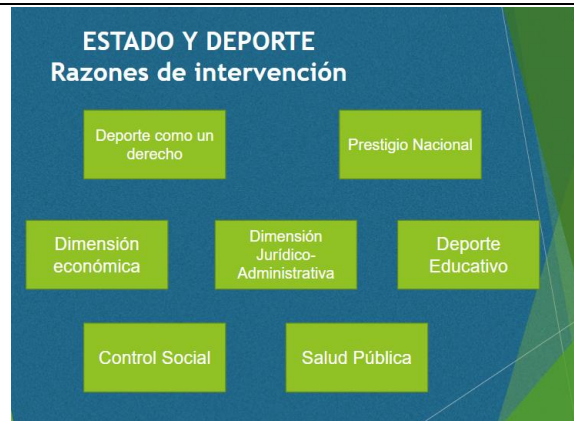 ESTADO Y DEPORTE
Razones de intervención
Deporte como un
derecho
Prestigio Nacional
Dimensión
económica
Dimensión
Jurídico-
Administrativa
Deporte
Educativo
Control Social
Salud Pública